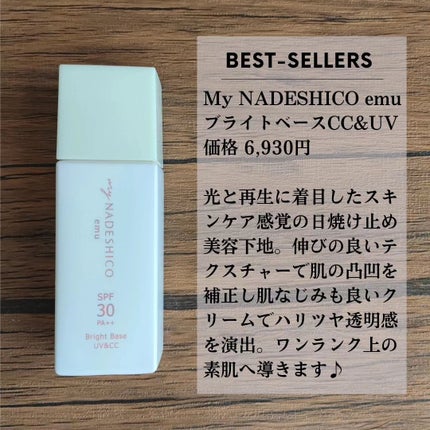 BEST-SELLERS
My NADESHICO emu
ブライトベースCC&UV
価格 6,930円
光と再生に着目したスキ
ンケア感覚の日焼け止め
美容下地。伸びの良いテ
クスチャーで肌の凸凹を
補正し肌なじみも良いク
リームでハリツヤ透明感
を演出。ワンランク上の
素肌へ導きます♪
my NADESHICO
emu
SPF
30
PA++
Bright Base
UV&CC